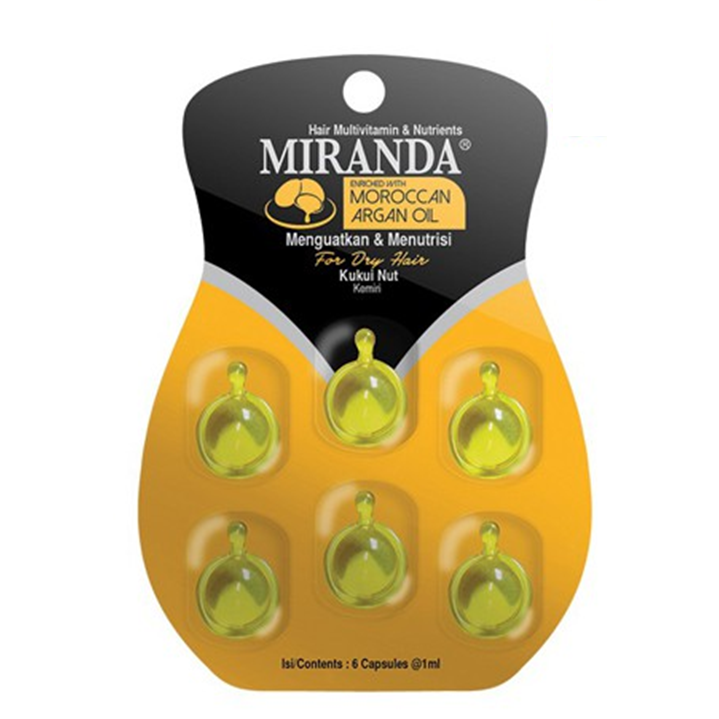 Hair Multivitamin & Nutrients
MIRANDA®
ENRICHED WITH
MOROCCAN
ARGAN OIL
Menguatkan & Menutrisi
For Dry Hair
Kukui Nut
Kemiri
Isi/Contents : 6 Capsules @1ml